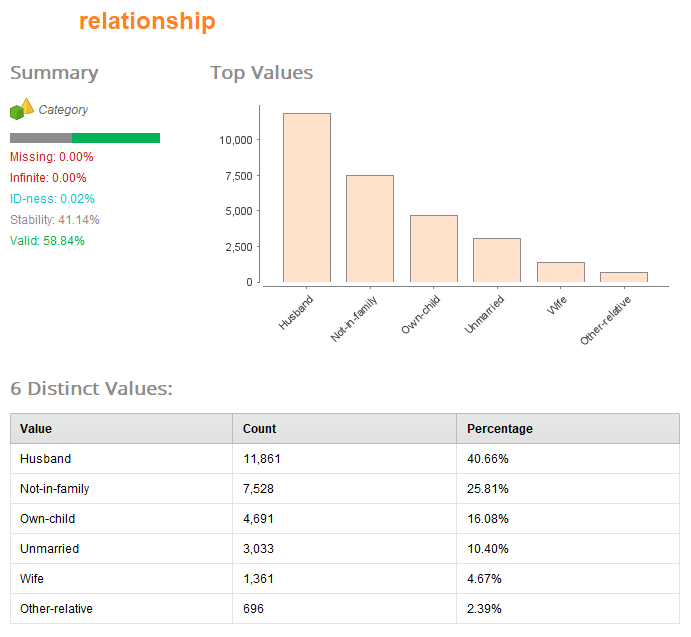 relationship
Summary
Top Values
Category
Missing: 0.00%
Infinite: 0.00%
ID-ness: 0.02%
Stability: 41.14%
Valid: 58.84%
10,000
7,500
5,000
2,500
0
Husband
Not-in-family
Own-child
Unmarried
Wife
Other-relative
6 Distinct Values:
Value Count Percentage
Husband 11,861 40.66%
Not-in-family 7,528 25.81%
Own-child 4,691 16.08%
Unmarried 3,033 10.40%
Wife 1,361 4.67%
Other-relative 696 2.39%